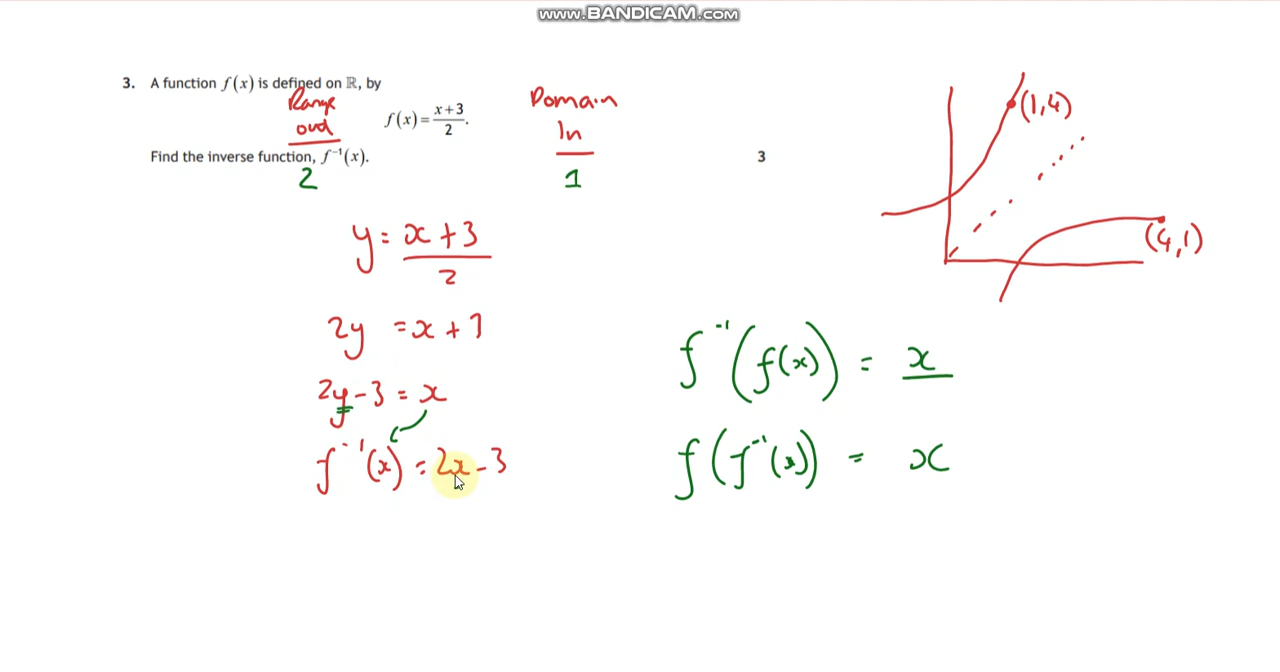 www.BANDICAM.com
3. A function f(x) is defined on ℝ, by
Range
out
f(x)=x+3/2.
Domain
In
Find the inverse function, f⁻¹(x).
3
2
1
(1,4)
(4,1)
y = x + 3/2
2y = x + 1
2y - 3 = x
f⁻¹(x) = 2x - 3
f⁻¹(f(x)) = x
f(f⁻¹(x)) = x